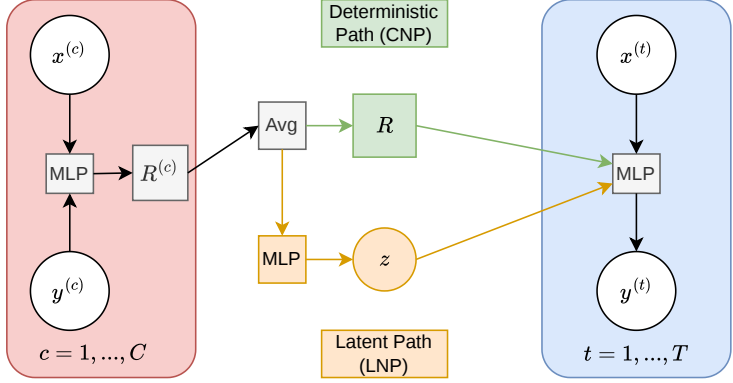 Deterministic
Path (CNP)
x^{(c)}
x^{(t)}
Avg
R
MLP
R^{(c)}
MLP
MLP
z
y^{(c)}
y^{(t)}
Latent Path
(LNP)
c = 1, ..., C
t = 1, ..., T